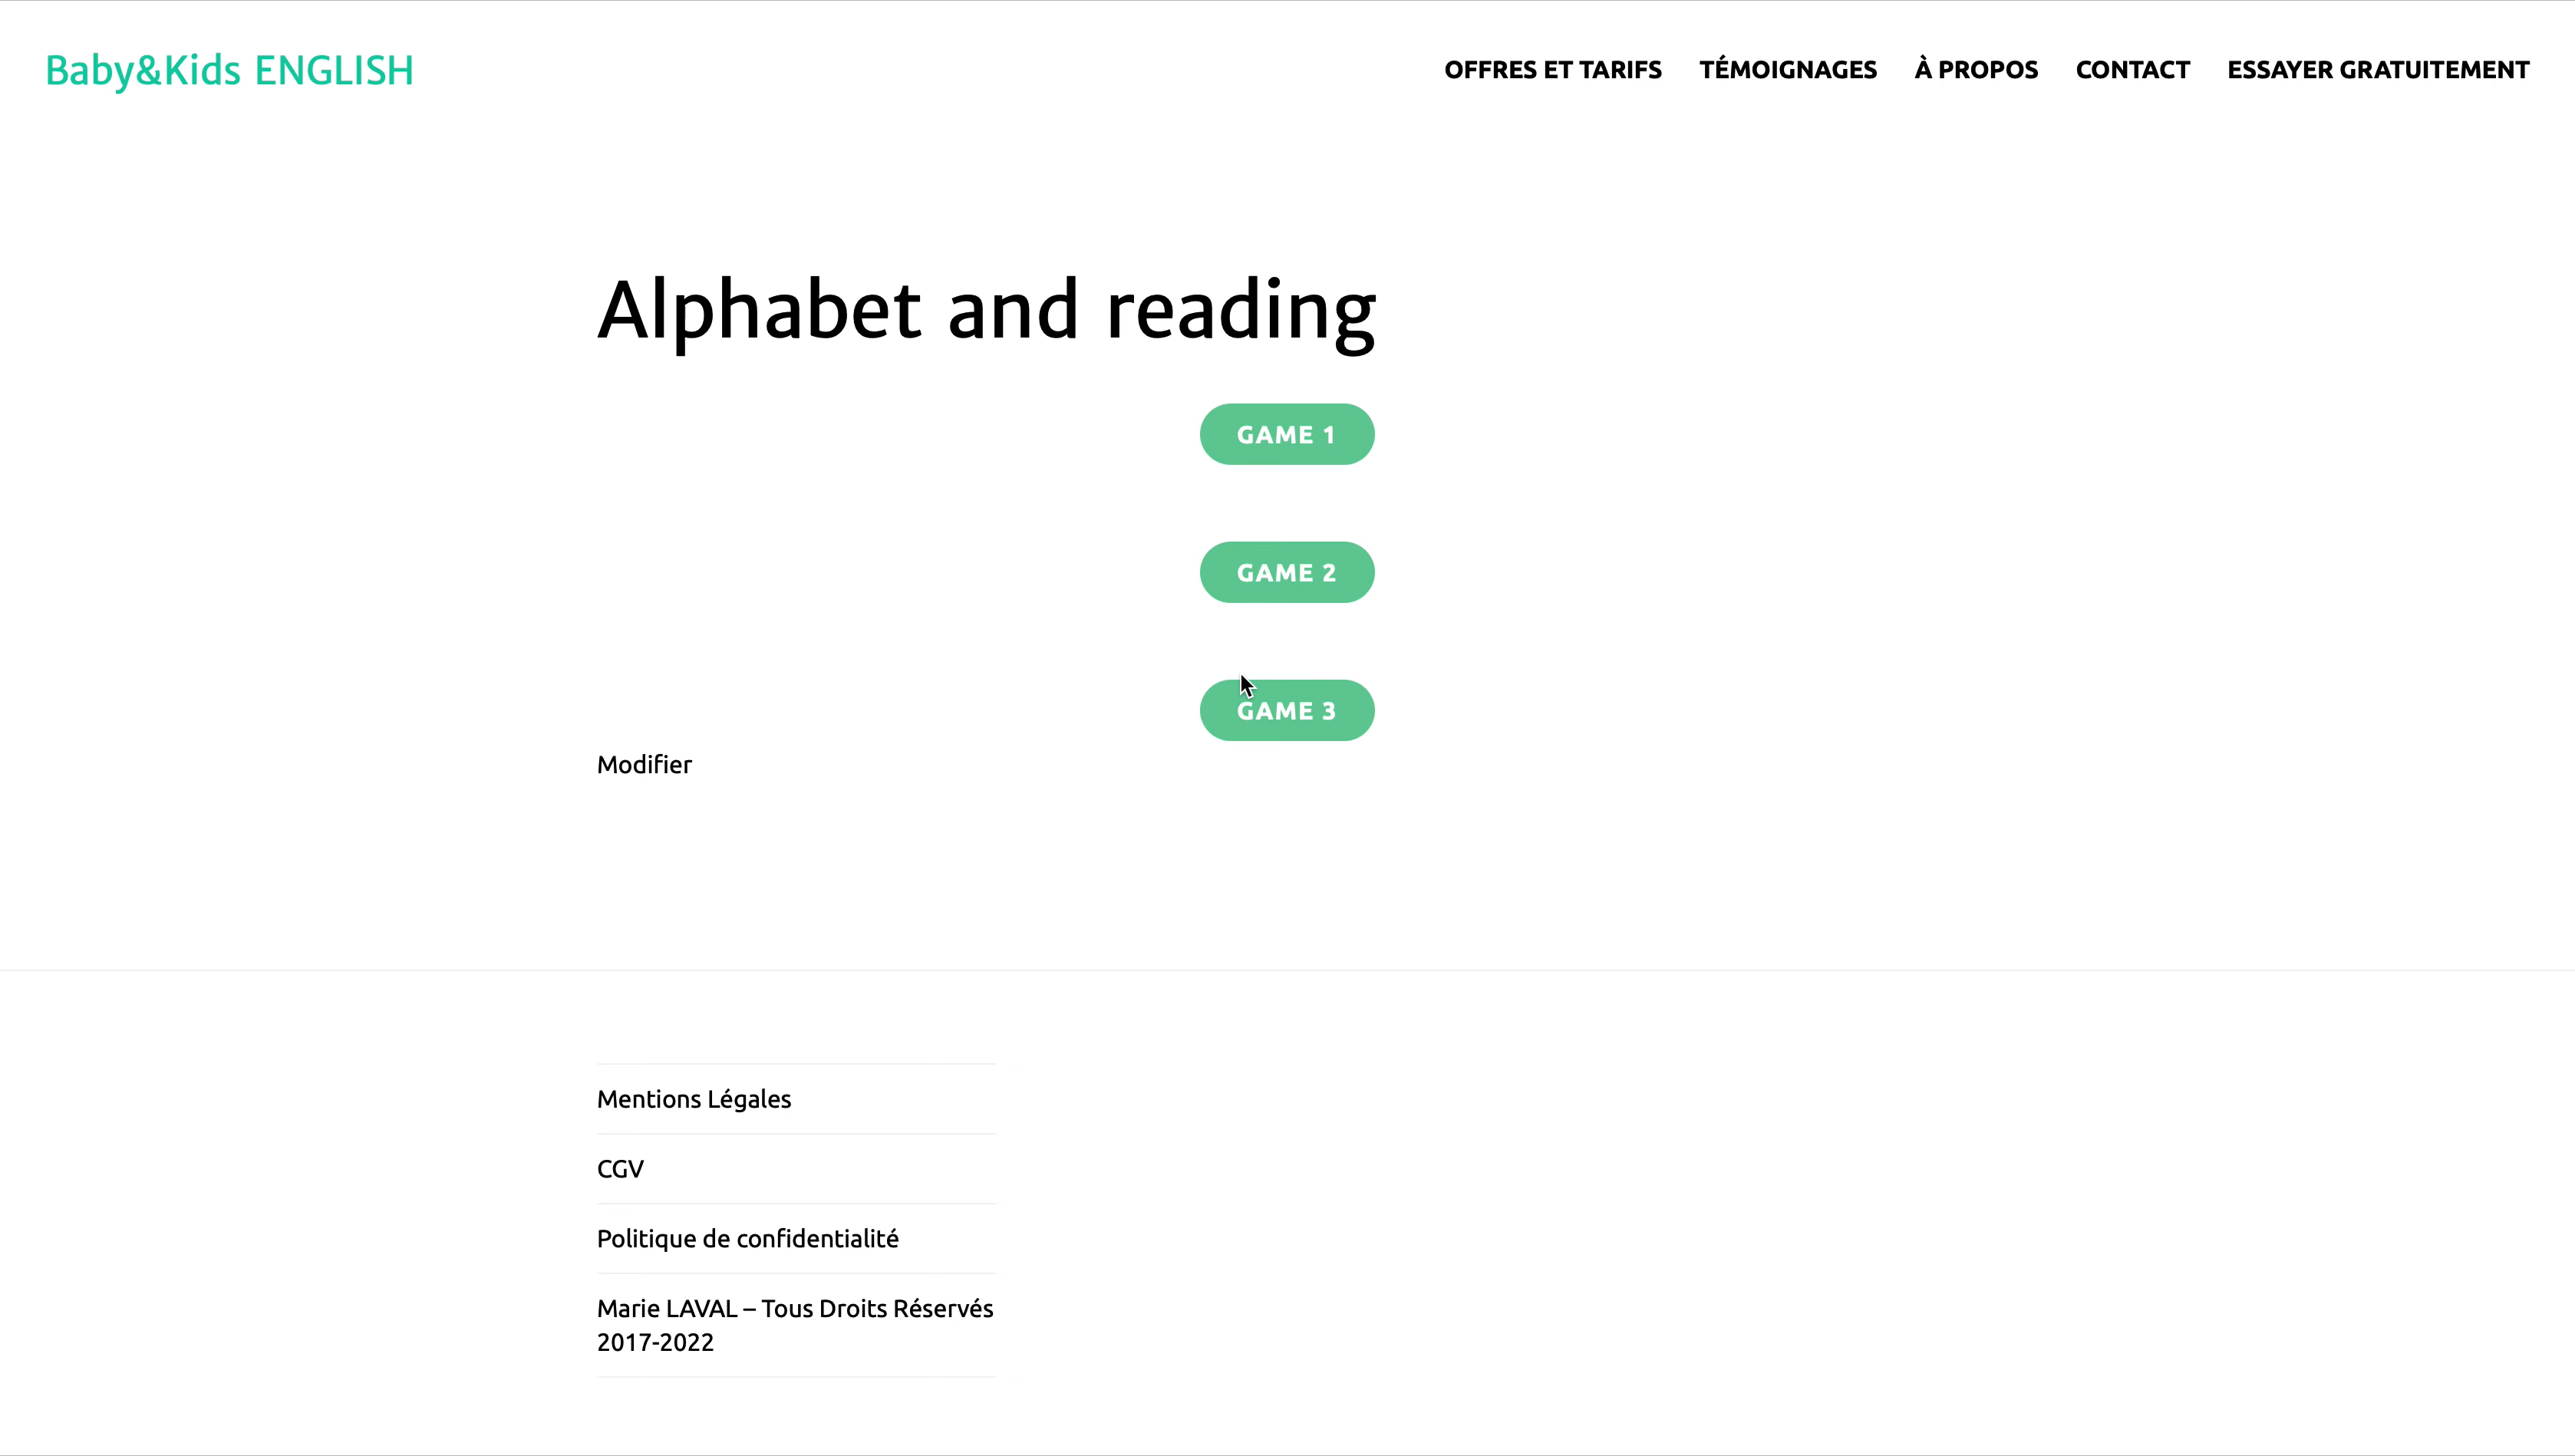 Baby&Kids ENGLISH
OFFRES ET TARIFS TÉMOIGNAGES À PROPOS CONTACT ESSAYER GRATUITEMENT
Alphabet and reading
GAME 1
GAME 2
GAME 3
Modifier
Mentions Légales
CGV
Politique de confidentialité
Marie LAVAL – Tous Droits Réservés
2017-2022